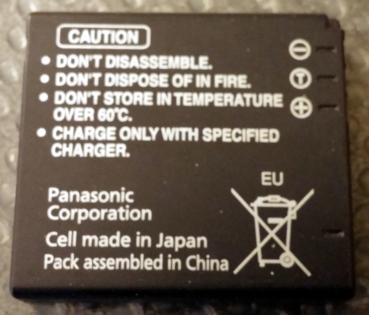 CAUTION
• DON'T DISASSEMBLE.
• DON'T DISPOSE OF IN FIRE.
• DON'T STORE IN TEMPERATURE
OVER 60℃.
• CHARGE ONLY WITH SPECIFIED
CHARGER.
T
EU
Panasonic
Corporation
Cell made in Japan
Pack assembled in China